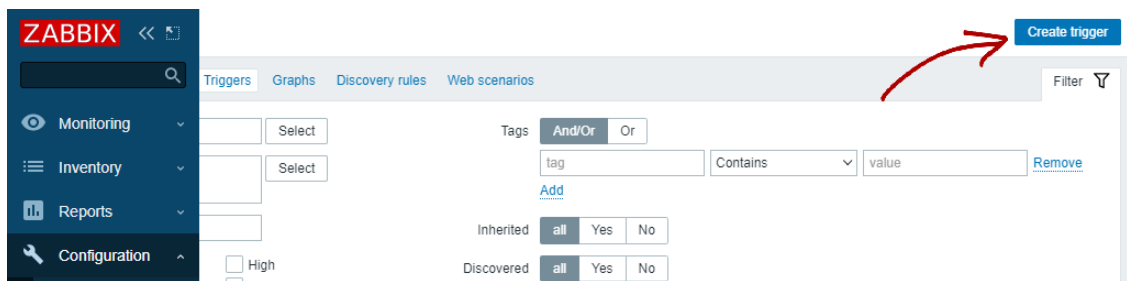 ZABBIX
Create trigger
Triggers Graphs Discovery rules Web scenarios
Filter
Monitoring
Select
Tags And/Or Or
Inventory
Select
tag Contains value Remove
Add
Reports
Inherited all Yes No
Configuration
High
Discovered all Yes No